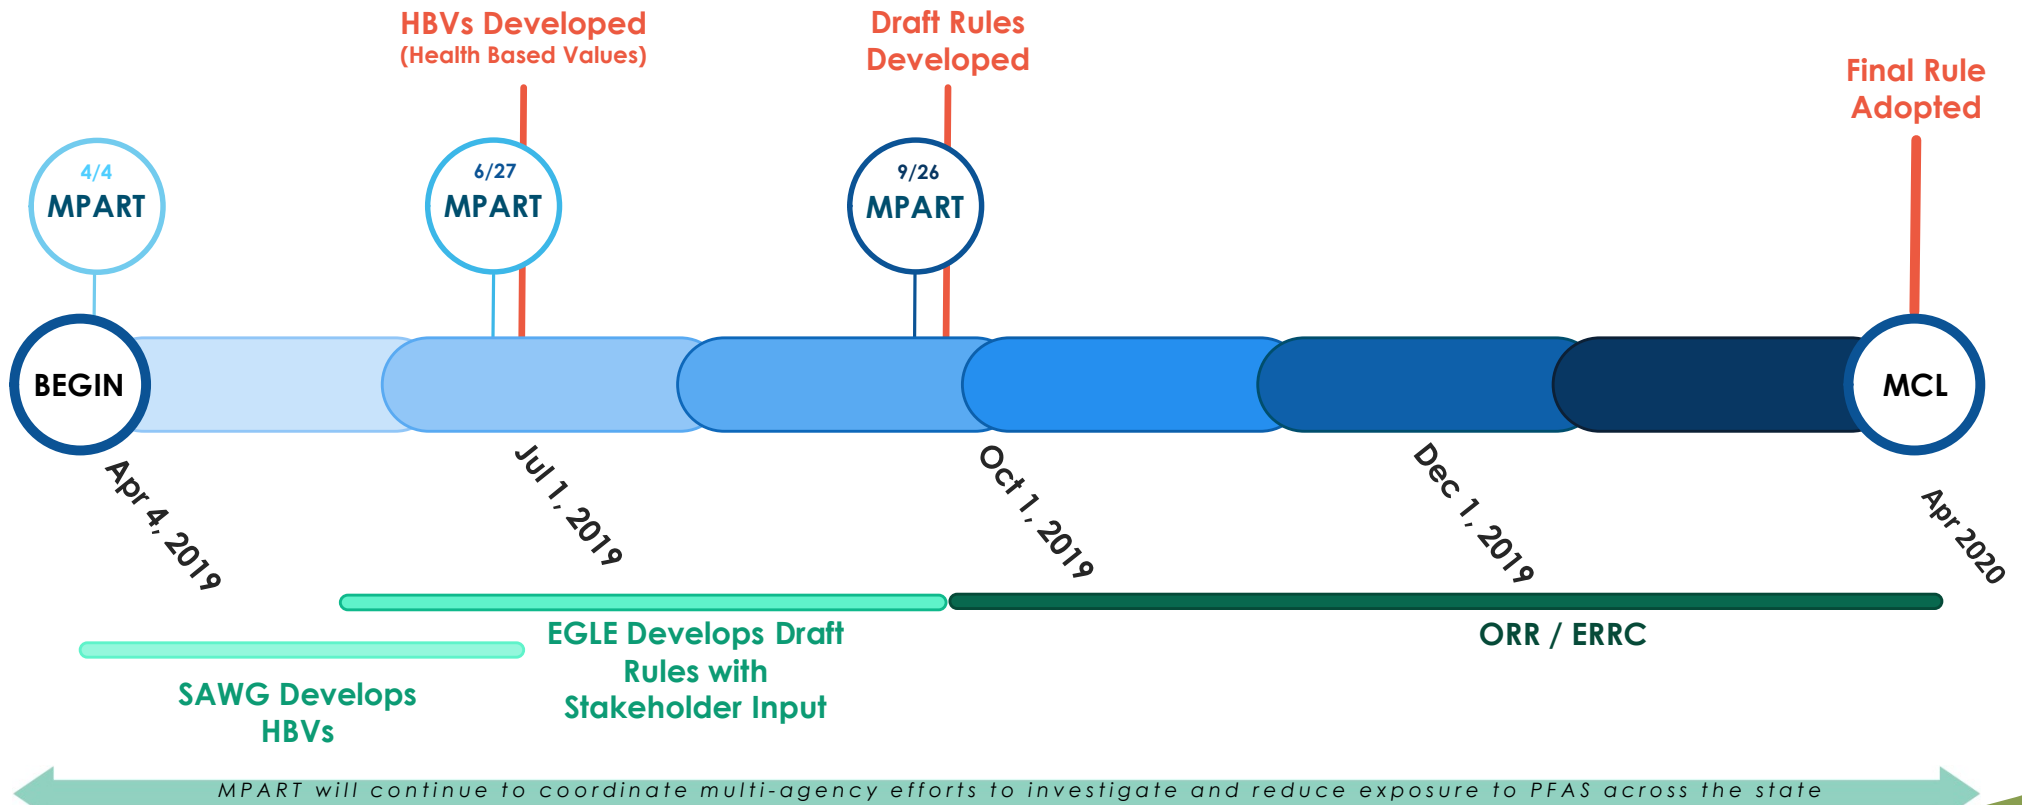 HBVs Developed
(Health Based Values)
Draft Rules
Developed
Final Rule
Adopted
4/4
MPART
6/27
MPART
9/26
MPART
BEGIN
MCL
Apr 4, 2019
Jul 1, 2019
Oct 1, 2019
Dec 1, 2019
Apr 2020
EGLE Develops Draft
Rules with
Stakeholder Input
ORR / ERRC
SAWG Develops
HBVs
MPART will continue to coordinate multi-agency efforts to investigate and reduce exposure to PFAS across the state